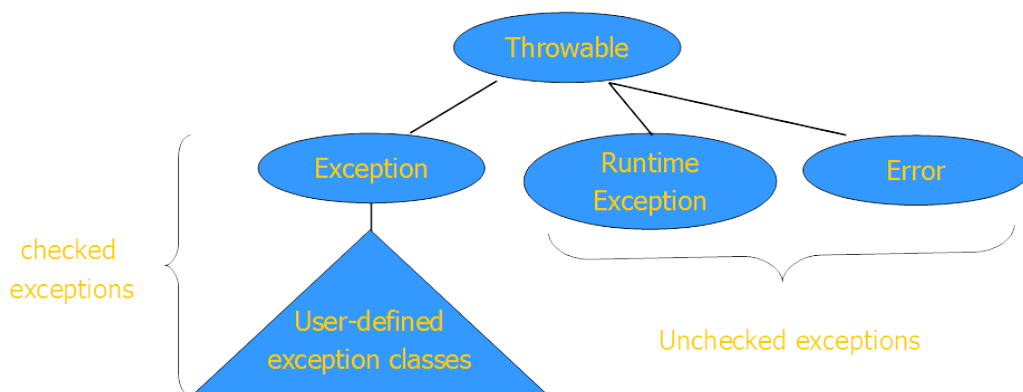 Throwable
Exception
Runtime
Exception
Error
checked
exceptions
User-defined
exception classes
Unchecked exceptions